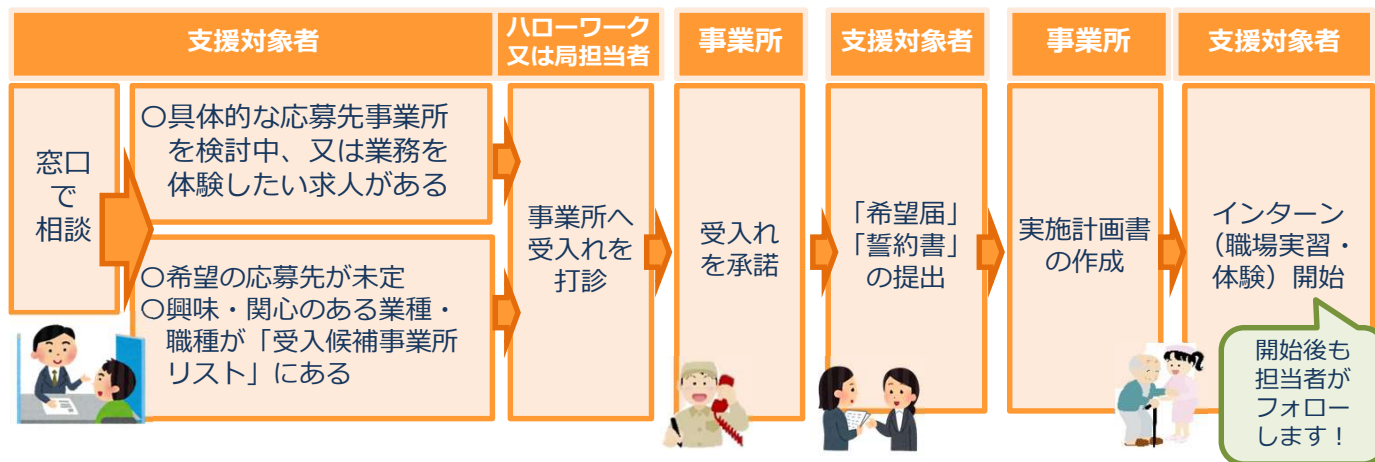 支援対象者
ハローワーク
又は局担当者
事業所
支援対象者
事業所
支援対象者
窓口
で
相談
〇具体的な応募先事業所
を検討中、又は業務を
体験したい求人がある
〇希望の応募先が未定
〇興味・関心のある業種・
職種が「受入候補事業所
リスト」にある
事業所へ
受入れを
打診
受入れ
を承諾
「希望届」
「誓約書」
の提出
実施計画書
の作成
インターン
（職場実習・
体験）開始
開始後も
担当者が
フォロー
します！